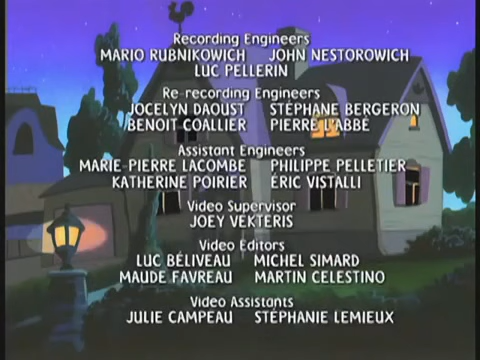 Recording Engineers
MARIO RUBNIKOWICH JOHN NESTOROWICH
LUC PELLERIN
Re-recording Engineers
JOCELYN DAOUST STÉPHANE BERGERON
BENOIT COALLIER PIERRE L'ABBÉ
Assistant Engineers
MARIE-PIERRE LACOMBE PHILIPPE PELLETIER
KATHERINE POIRIER ÉRIC VISTALLI
Video Supervisor
JOEY VEKTERIS
Video Editors
LUC BÉLIVEAU MICHEL SIMARD
MAUDE FAVREAU MARTIN CELESTINO
Video Assistants
JULIE CAMPEAU STÉPHANIE LEMIEUX